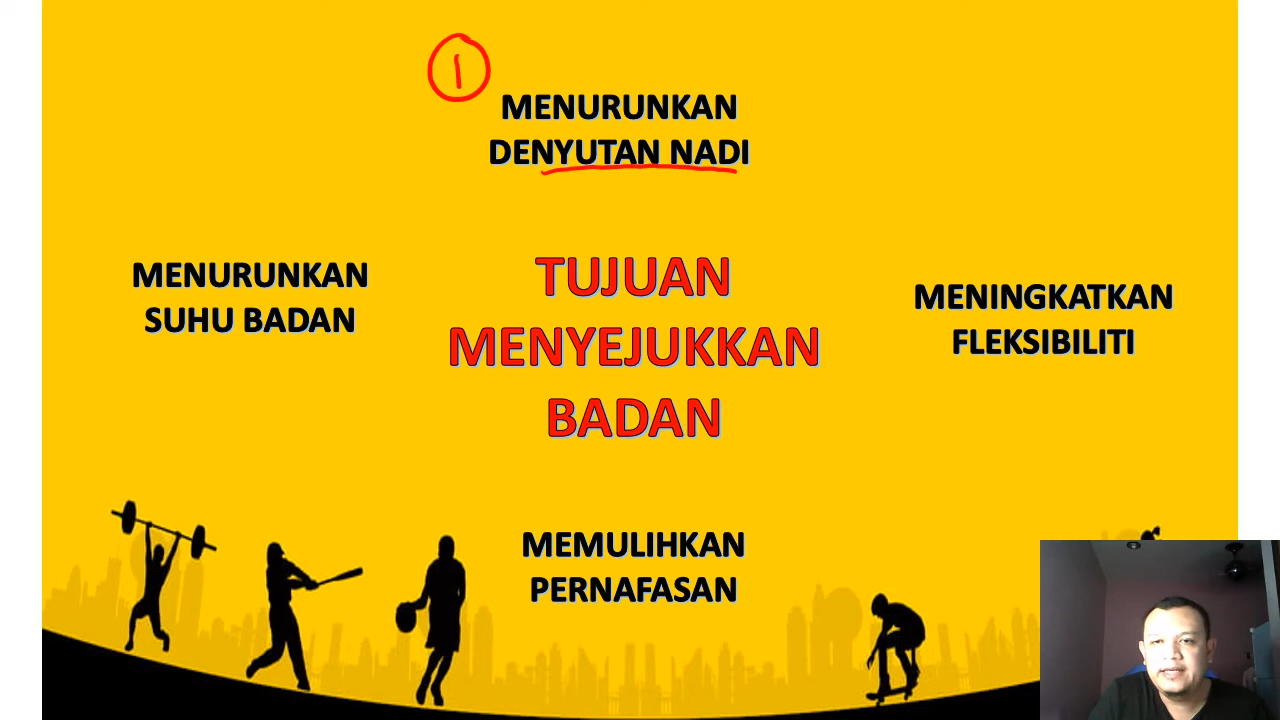 1
MENURUNKAN
DENYUTAN NADI
MENURUNKAN
SUHU BADAN
TUJUAN
MENYEJUKKAN
BADAN
MENINGKATKAN
FLEKSIBILITI
MEMULIHKAN
PERNAFASAN